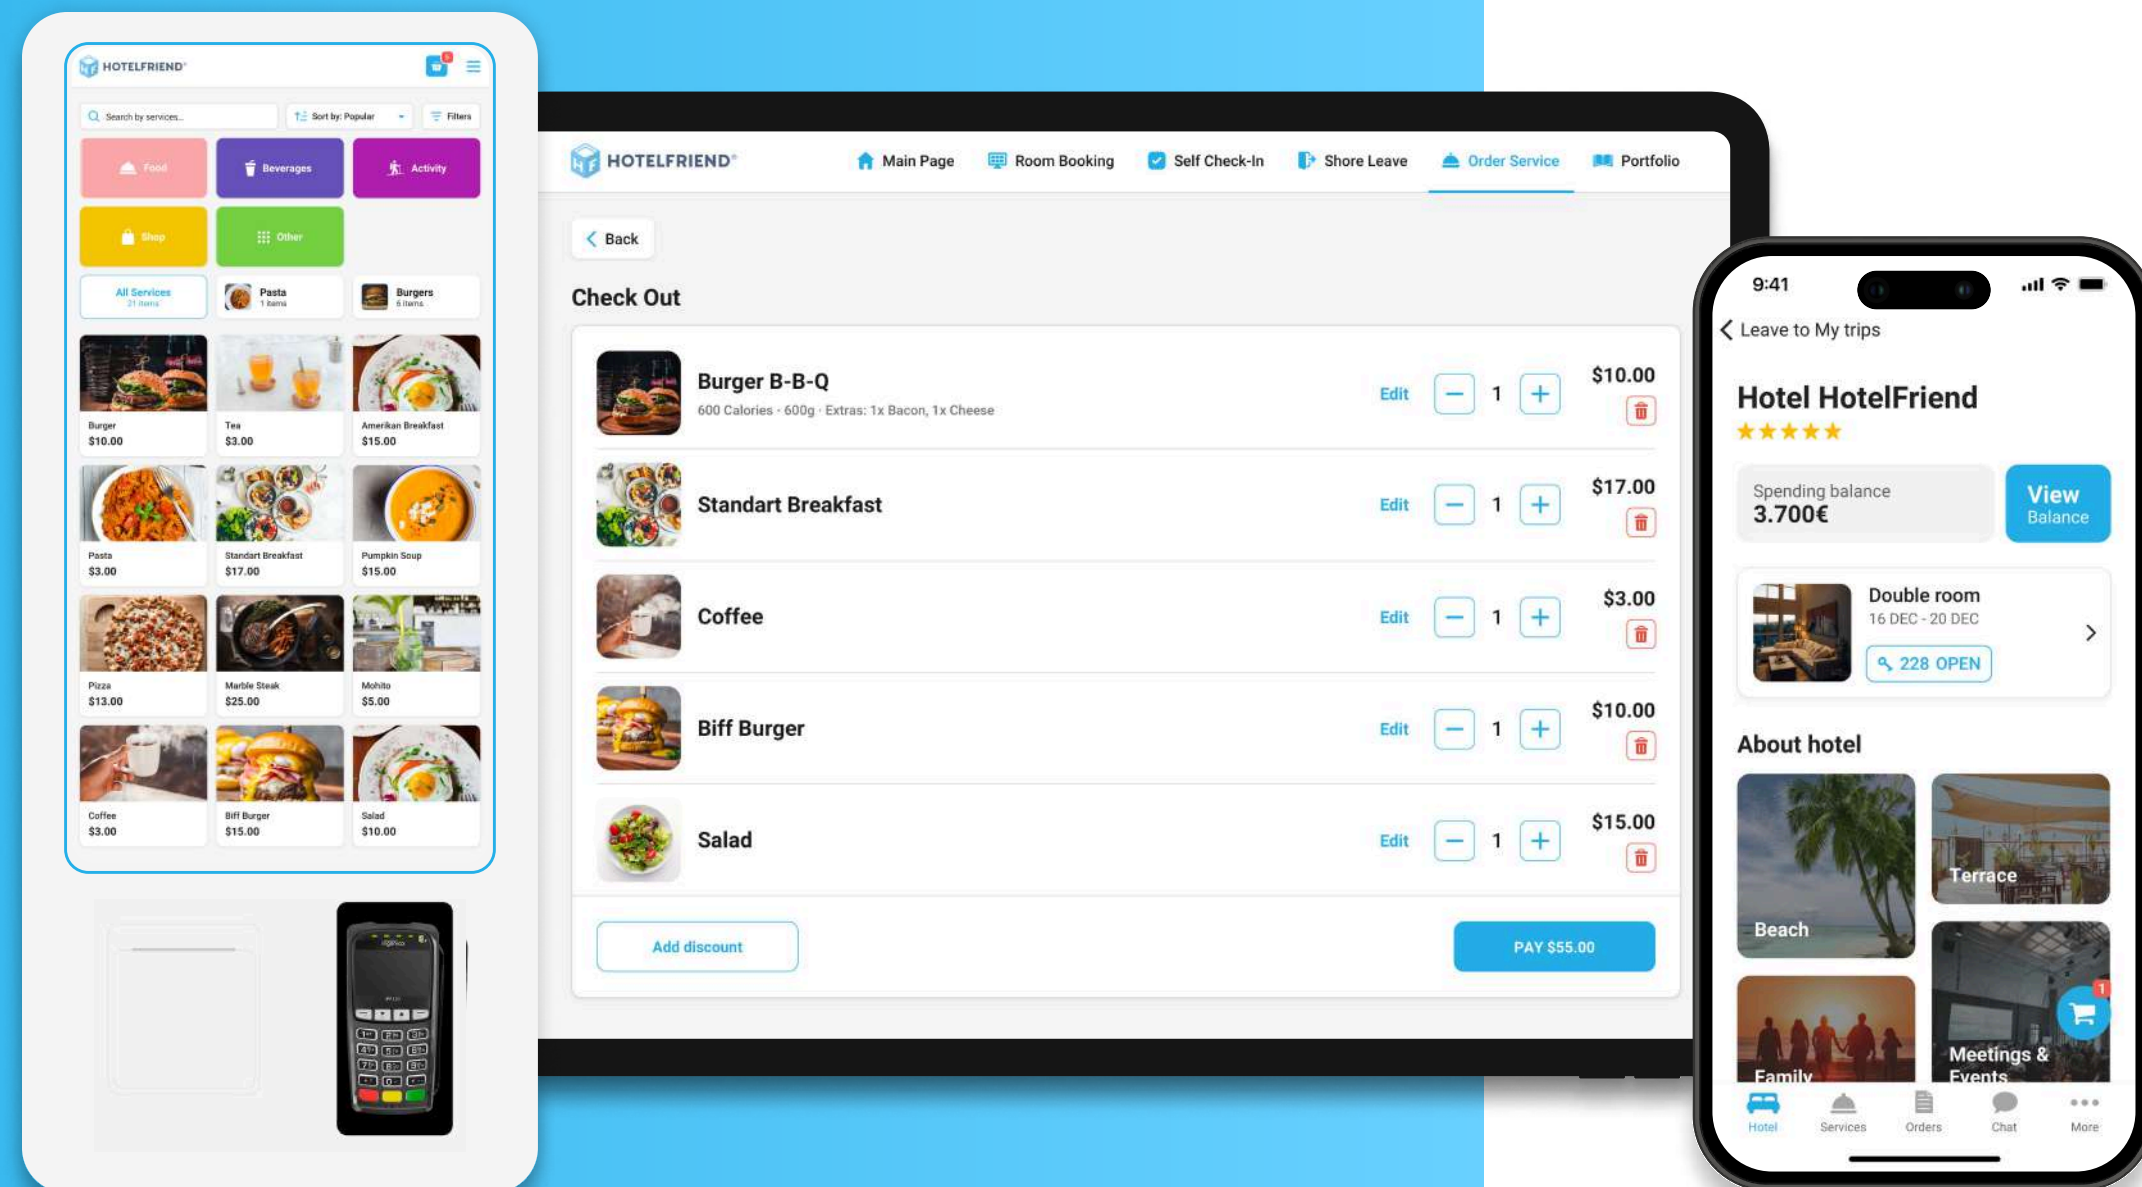 HOTELFRIEND®
Search by services...
Sort by: Popular
Filters
Food
Beverages
Activity
Shop
Other
All Services
21 items
Pasta
1 items
Burgers
6 items
Burger
$10.00
Tea
$3.00
Amerikan Breakfast
$15.00
Pasta
$3.00
Standart Breakfast
$17.00
Pumpkin Soup
$15.00
Pizza
$13.00
Marble Steak
$25.00
Mohito
$5.00
Coffee
$3.00
Biff Burger
$15.00
Salad
$10.00
HOTELFRIEND®
Main Page
Room Booking
Self Check-In
Shore Leave
Order Service
Portfolio
Back
Check Out
Burger B-B-Q
600 Calories · 600g · Extras: 1x Bacon, 1x Cheese
Edit
1
$10.00
Standart Breakfast
Edit
1
$17.00
Coffee
Edit
1
$3.00
Biff Burger
Edit
1
$10.00
Salad
Edit
1
$15.00
Add discount
PAY $55.00
9:41
Leave to My trips
Hotel HotelFriend
Spending balance
3.700€
View
Balance
Double room
16 DEC - 20 DEC
228 OPEN
About hotel
Beach
Terrace
Family
Meetings &
Events
1
Hotel
Services
Orders
Chat
More